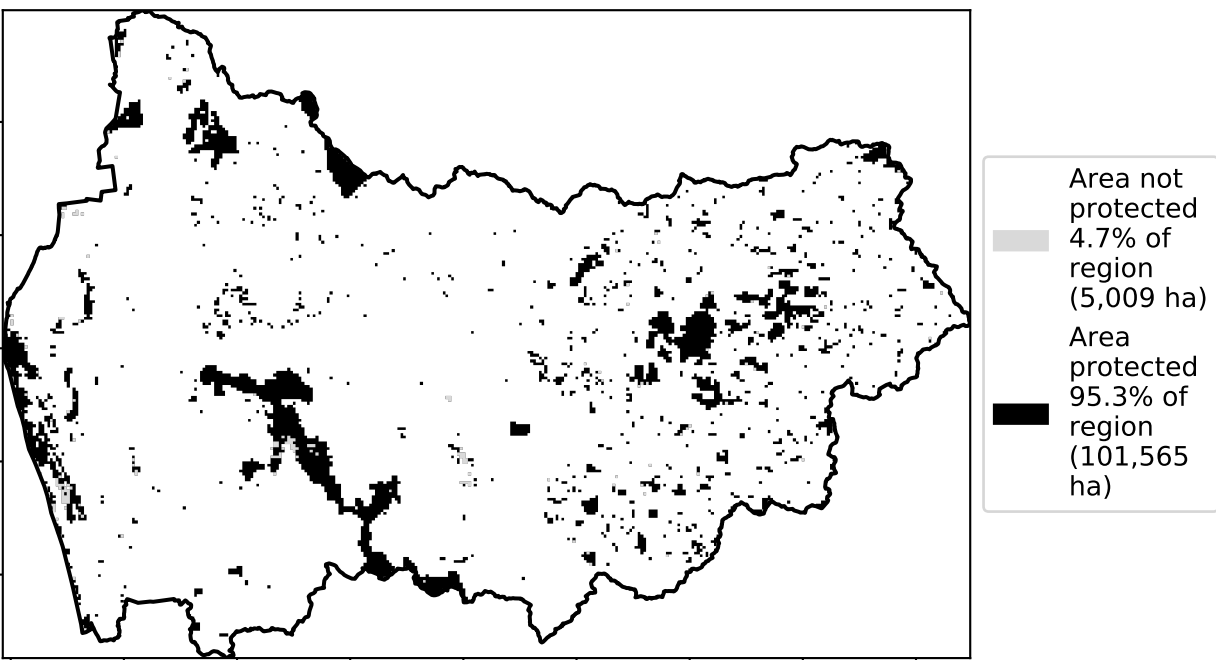 Area not
protected
4.7% of
region
(5,009 ha)
Area
protected
95.3% of
region
(101,565
ha)